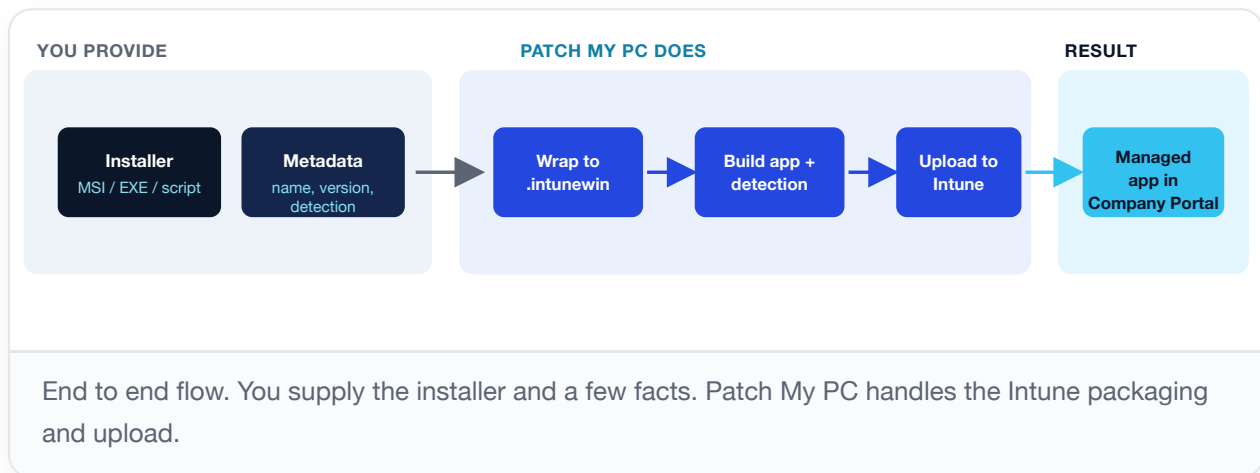 YOU PROVIDE
PATCH MY PC DOES
RESULT
Installer
MSI / EXE / script
Metadata
name, version,
detection
Wrap to
.intunewin
Build app +
detection
Upload to
Intune
Managed
app in
Company Portal
End to end flow. You supply the installer and a few facts. Patch My PC handles the Intune packaging
and upload.